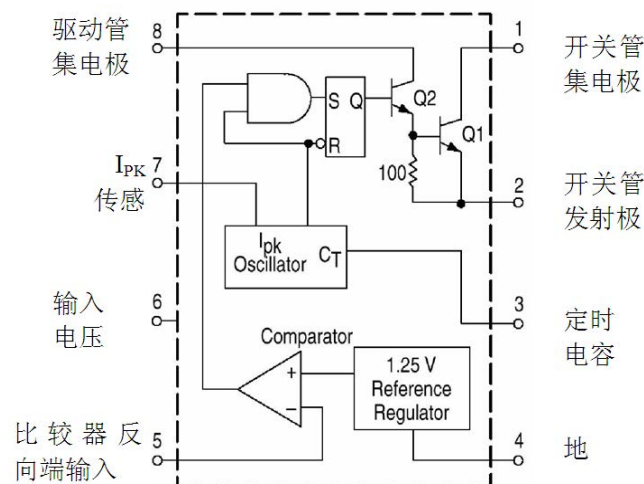 驱动管
集电极
8
1
开关管
集电极
S
Q
Q2
R
Q1
100
I_PK 7
传感
2
开关管
发射极
Ipk
Oscillator
C_T
输入
电压
6
3
定时
电容
Comparator
+
−
1.25 V
Reference
Regulator
比较器反
向端输入
5
4
地